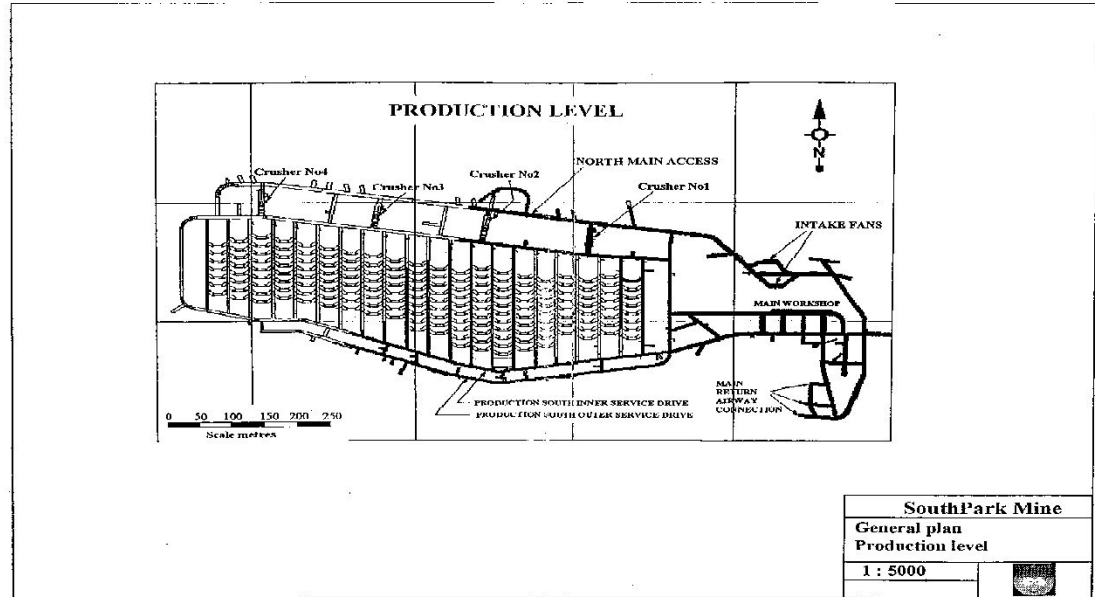 PRODUCTION LEVEL
NORTH MAIN ACCESS
Crusher No4
Crusher No3
Crusher No2
Crusher No1
N
INTAKE FANS
MAIN WORKSHOP
MAIN
RETURN
AIRWAY
CONNECTION
PRODUCTION SOUTH INNER SERVICE DRIVE
PRODUCTION SOUTH OUTER SERVICE DRIVE
0 50 100 150 200 250
Scale metres
SouthPark Mine
General plan
Production level
1 : 5000